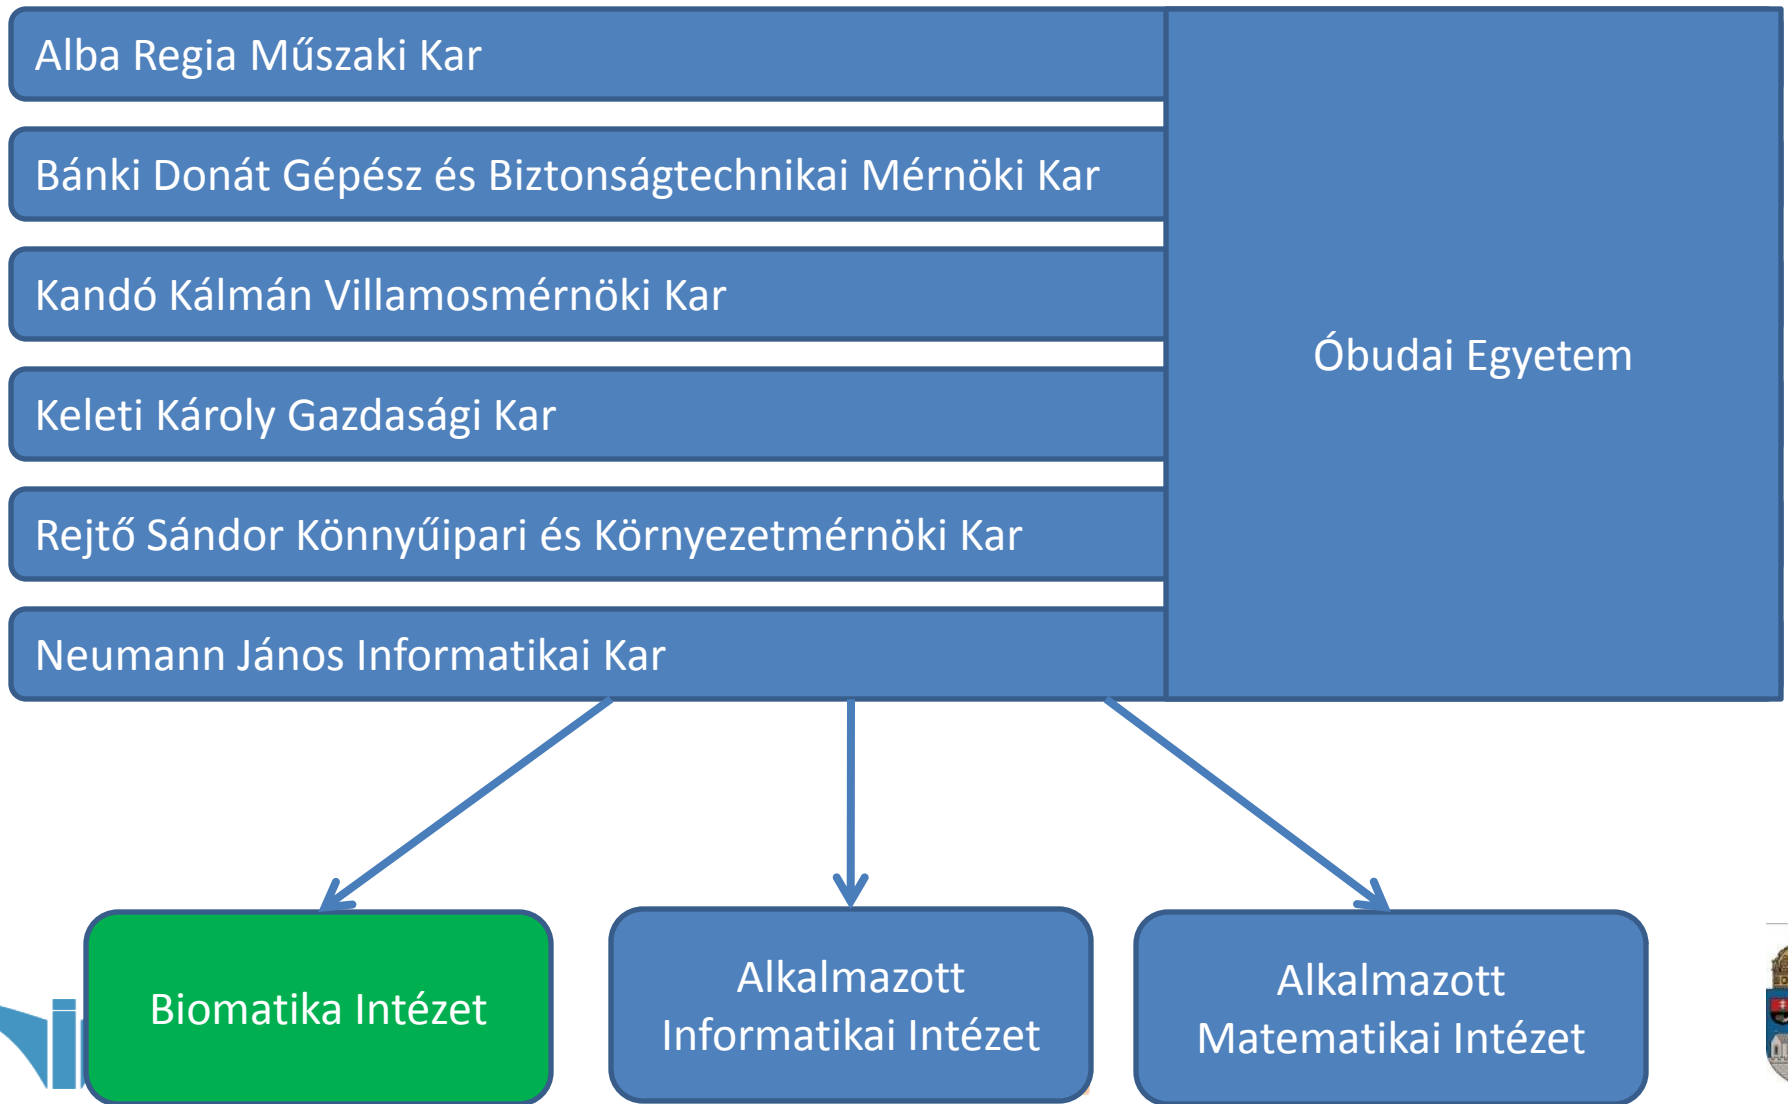 Alba Regia Műszaki Kar
Bánki Donát Gépész és Biztonságtechnikai Mérnöki Kar
Kandó Kálmán Villamosmérnöki Kar
Óbudai Egyetem
Keleti Károly Gazdasági Kar
Rejtő Sándor Könnyűipari és Környezetmérnöki Kar
Neumann János Informatikai Kar
Biomatika Intézet
Alkalmazott
Informatikai Intézet
Alkalmazott
Matematikai Intézet